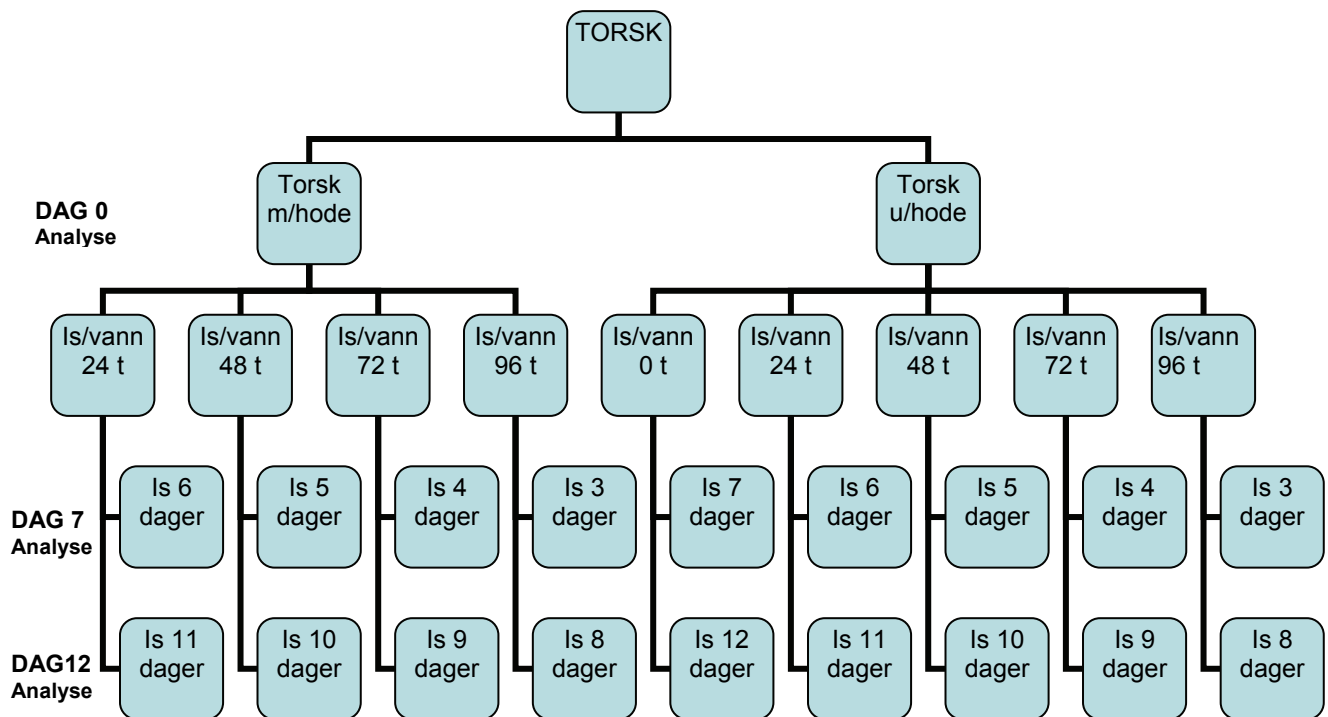 TORSK
Torsk
m/hode
Torsk
u/hode
DAG 0
Analyse
Is/vann
24 t
Is/vann
48 t
Is/vann
72 t
Is/vann
96 t
Is/vann
0 t
Is/vann
24 t
Is/vann
48 t
Is/vann
72 t
Is/vann
96 t
DAG 7
Analyse
Is 6
dager
Is 5
dager
Is 4
dager
Is 3
dager
Is 7
dager
Is 6
dager
Is 5
dager
Is 4
dager
Is 3
dager
DAG12
Analyse
Is 11
dager
Is 10
dager
Is 9
dager
Is 8
dager
Is 12
dager
Is 11
dager
Is 10
dager
Is 9
dager
Is 8
dager